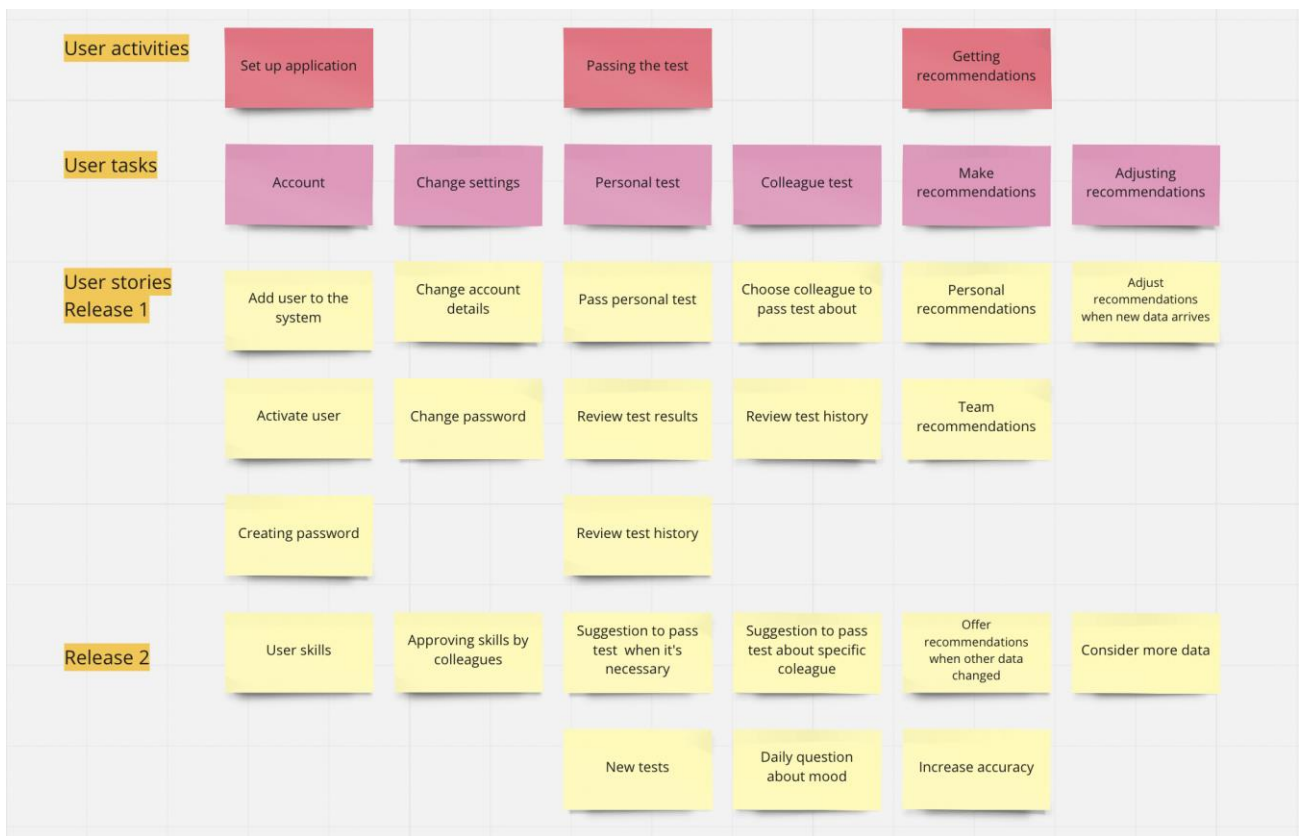 User activities
Set up application
Passing the test
Getting
recommendations
User tasks
Account
Change settings
Personal test
Colleague test
Make
recommendations
Adjusting
recommendations
User stories
Release 1
Add user to the
system
Change account
details
Pass personal test
Choose colleague to
pass test about
Personal
recommendations
Adjust
recommendations
when new data arrives
Activate user
Change password
Review test results
Review test history
Team
recommendations
Creating password
Review test history
Release 2
User skills
Approving skills by
colleagues
Suggestion to pass
test when it's
necessary
Suggestion to pass
test about specific
coleague
Offer
recommendations
when other data
changed
Consider more data
New tests
Daily question
about mood
Increase accuracy